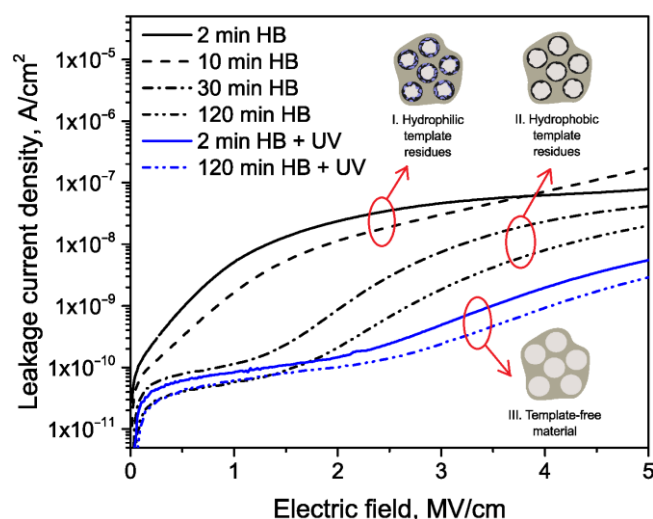 2 min HB
10 min HB
30 min HB
120 min HB
2 min HB + UV
120 min HB + UV
I. Hydrophilic
template
residues
II. Hydrophobic
template
residues
III. Template-free
material
Leakage current density, A/cm²
1x10⁻⁵
1x10⁻⁶
1x10⁻⁷
1x10⁻⁸
1x10⁻⁹
1x10⁻¹⁰
1x10⁻¹¹
0
1
2
3
4
5
Electric field, MV/cm